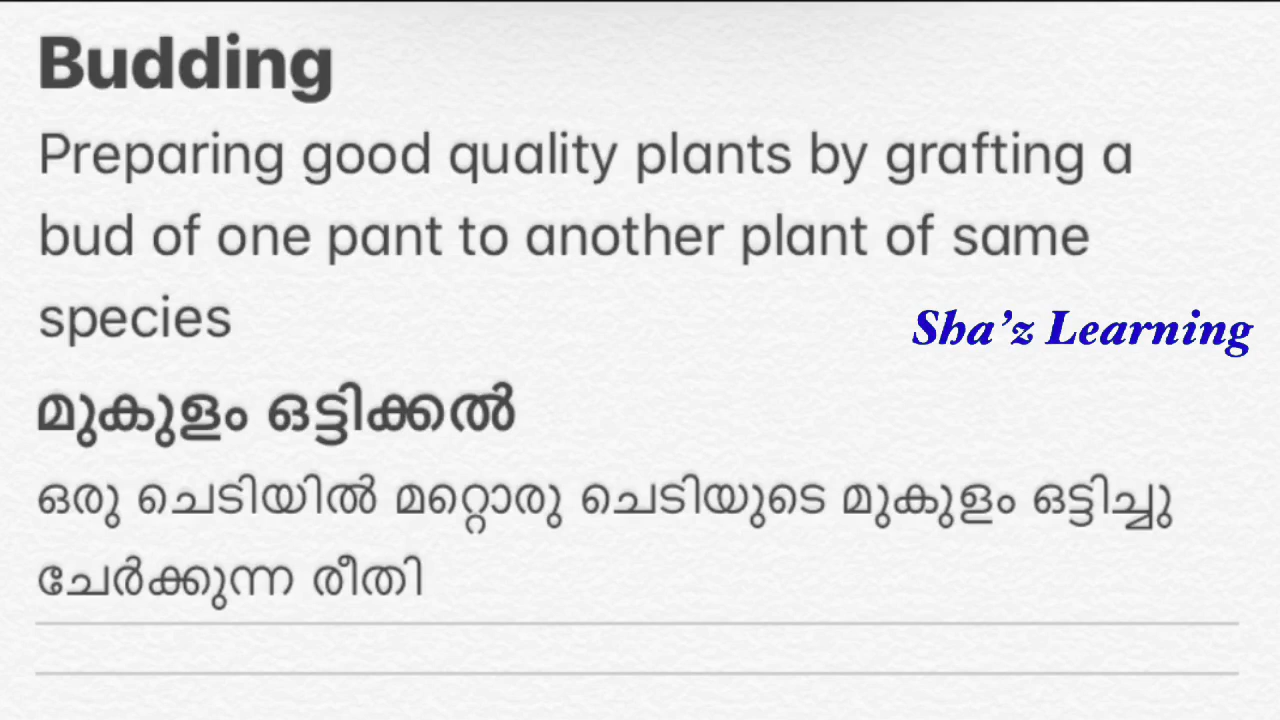 Budding
Preparing good quality plants by grafting a
bud of one pant to another plant of same
species
Sha’z Learning
മുകുളം ഒട്ടിക്കൽ
ഒരു ചെടിയിൽ മറ്റൊരു ചെടിയുടെ മുകുളം ഒട്ടിച്ചു
ചേർക്കുന്ന രീതി